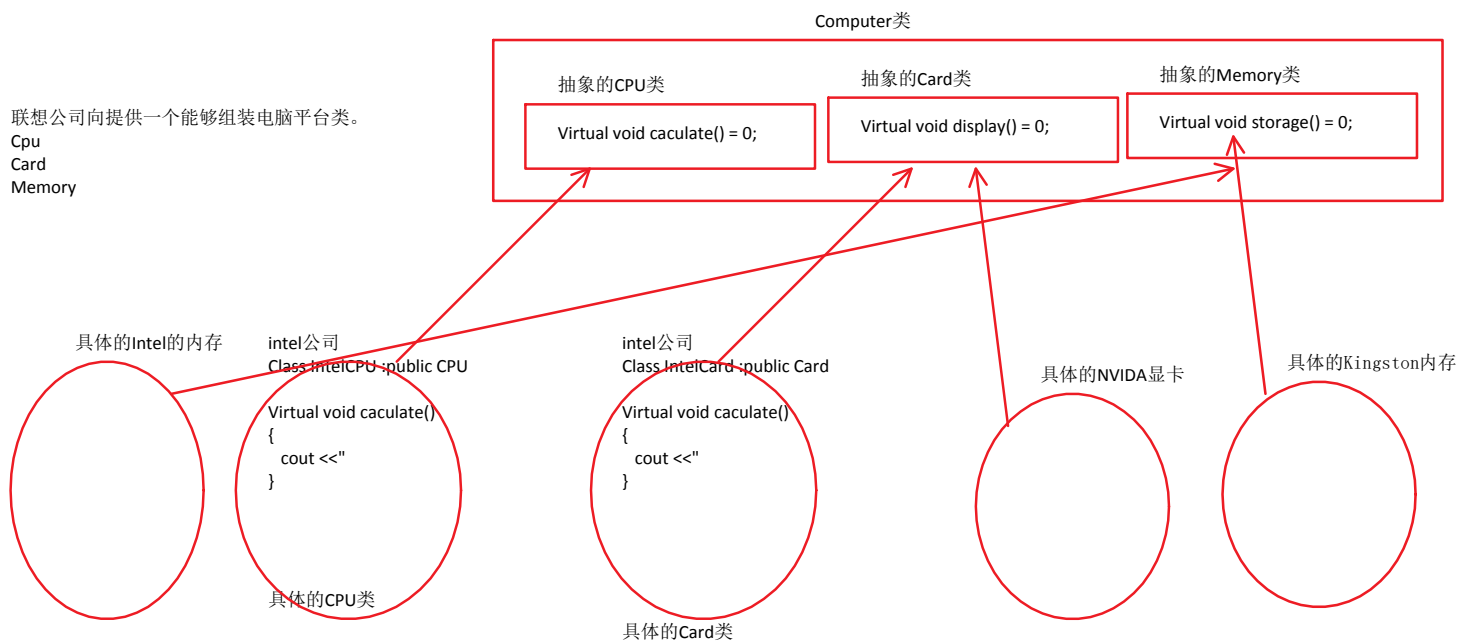 Computer类
抽象的CPU类
Virtual void caculate() = 0;
抽象的Card类
Virtual void display() = 0;
抽象的Memory类
Virtual void storage() = 0;
联想公司向提供一个能够组装电脑平台类。
Cpu
Card
Memory
具体的Intel的内存
intel公司
Class IntelCPU :public CPU
Virtual void caculate()
{
cout <<"
}
具体的CPU类
intel公司
Class IntelCard :public Card
Virtual void caculate()
{
cout <<"
}
具体的Card类
具体的NVIDA显卡
具体的Kingston内存